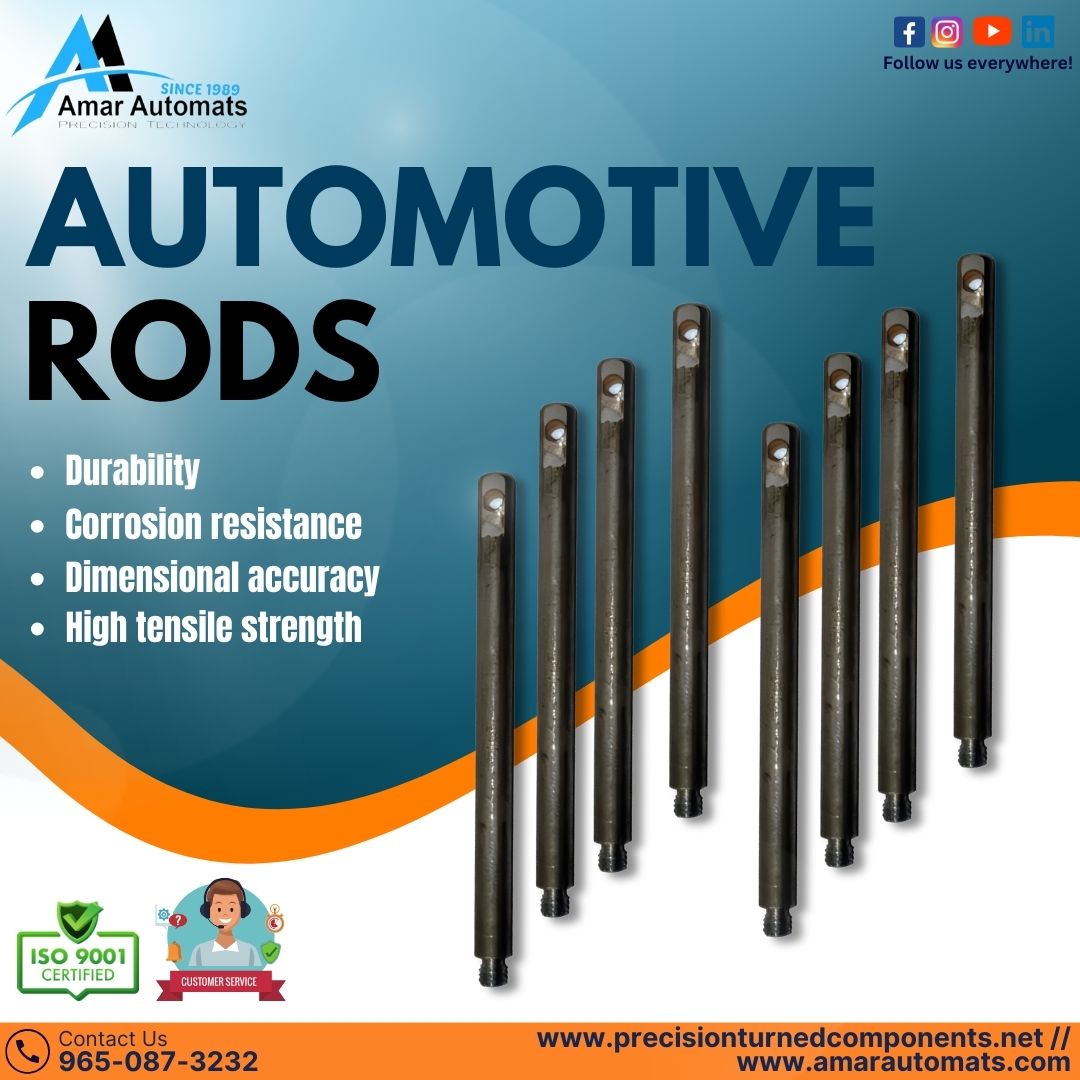 SINCE 1989
Amar Automats
PRECISION TECHNOLOGY
Follow us everywhere!
AUTOMOTIVE
RODS
• Durability
• Corrosion resistance
• Dimensional accuracy
• High tensile strength
ISO 9001
CERTIFIED
?
CUSTOMER SERVICE
Contact Us
965-087-3232
www.precisionturnedcomponents.net //
www.amarautomats.com